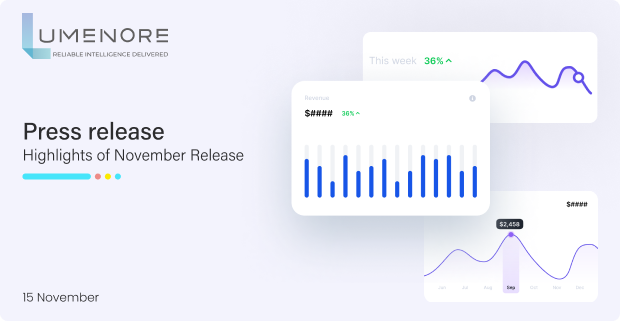 LUMENORE
RELIABLE INTELLIGENCE DELIVERED
Press release
Highlights of November Release
15 November
This week 36%
Revenue
$####
36%
$####
$2,458
Jun Jul Aug Sep Oct Nov Dec